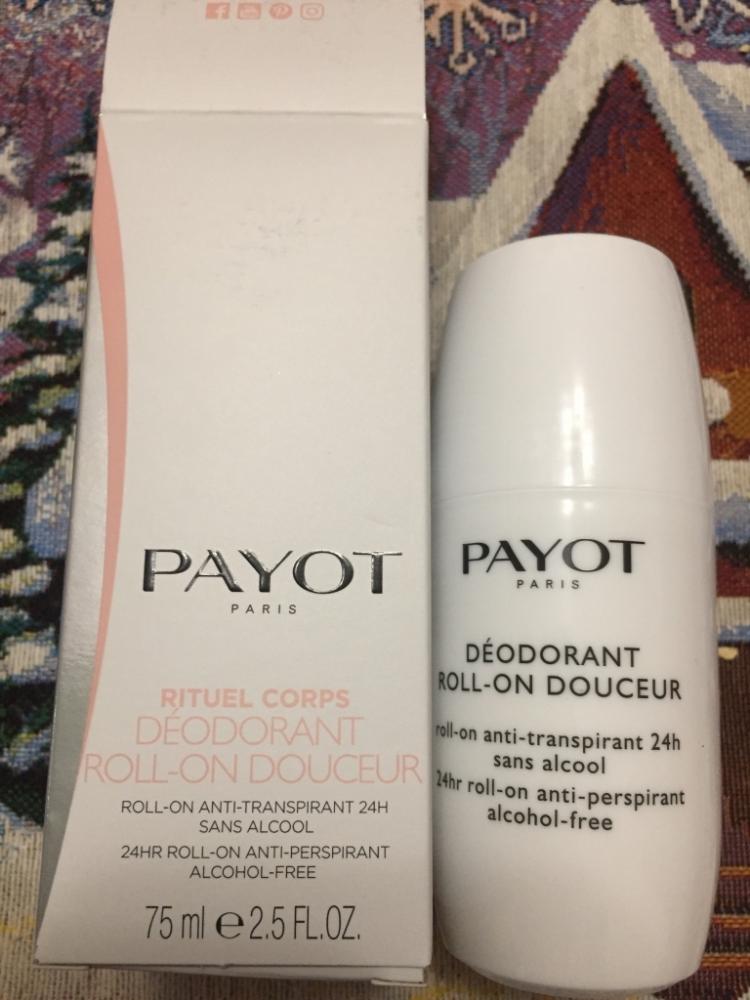 PAYOT
PARIS
RITUEL CORPS
DÉODORANT
ROLL-ON DOUCEUR
ROLL-ON ANTI-TRANSPIRANT 24H
SANS ALCOOL
24HR ROLL-ON ANTI-PERSPIRANT
ALCOHOL-FREE
75 ml e 2.5 FL.OZ.
PAYOT
PARIS
DÉODORANT
ROLL-ON DOUCEUR
roll-on anti-transpirant 24h
sans alcool
24hr roll-on anti-perspirant
alcohol-free